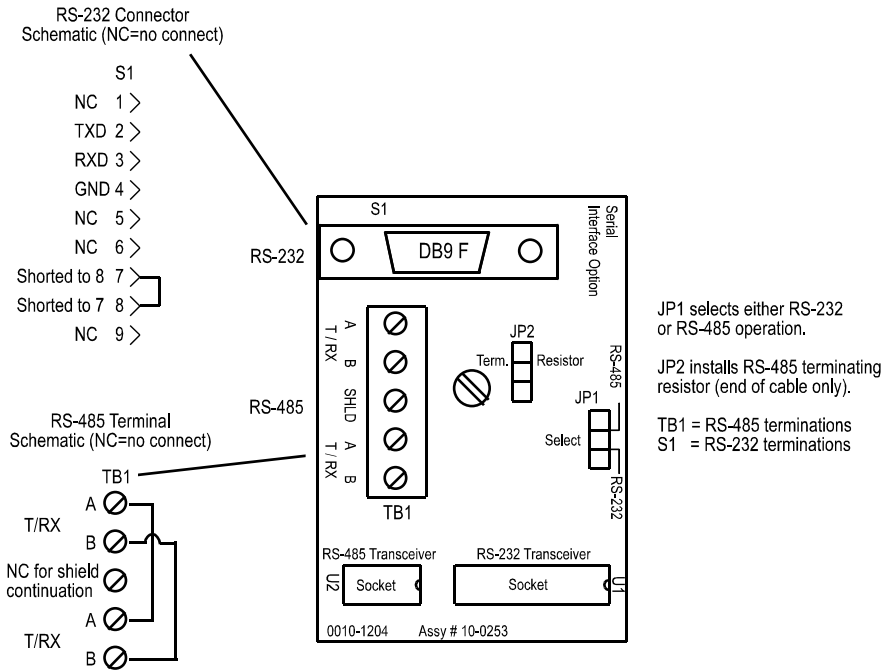 RS-232 Connector
Schematic (NC=no connect)
S1
NC 1
TXD 2
RXD 3
GND 4
NC 5
NC 6
Shorted to 8 7
Shorted to 7 8
NC 9
RS-485 Terminal
Schematic (NC=no connect)
TB1
A
T/RX
B
NC for shield
continuation
A
T/RX
B
RS-232
RS-485
S1
DB9 F
Serial
Interface Option
A
T / RX
B
SHLD
A
T / RX
B
TB1
JP2
Term. Resistor
JP1
Select
RS-485
RS-232
RS-485 Transceiver
U2
Socket
RS-232 Transceiver
Socket
U1
0010-1204 Assy # 10-0253
JP1 selects either RS-232
or RS-485 operation.
JP2 installs RS-485 terminating
resistor (end of cable only).
TB1 = RS-485 terminations
S1 = RS-232 terminations